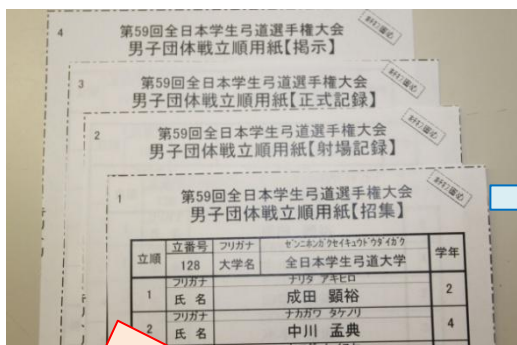 4
第59回全日本学生弓道選手権大会
男子団体戦立順用紙【掲示】
3
第59回全日本学生弓道選手権大会
男子団体戦立順用紙【正式記録】
2
第59回全日本学生弓道選手権大会
男子団体戦立順用紙【射場記録】
1
第59回全日本学生弓道選手権大会
男子団体戦立順用紙【招集】
立順 立番号 フリガナ ゼンニホンガクセイキュウドウダイガク 学年
128 大学名 全日本学生弓道大学
1 フリガナ ナリタ アキヒロ 2
氏 名 成田 顕裕
2 フリガナ ナカガワ タケノリ 4
氏 名 中川 孟典